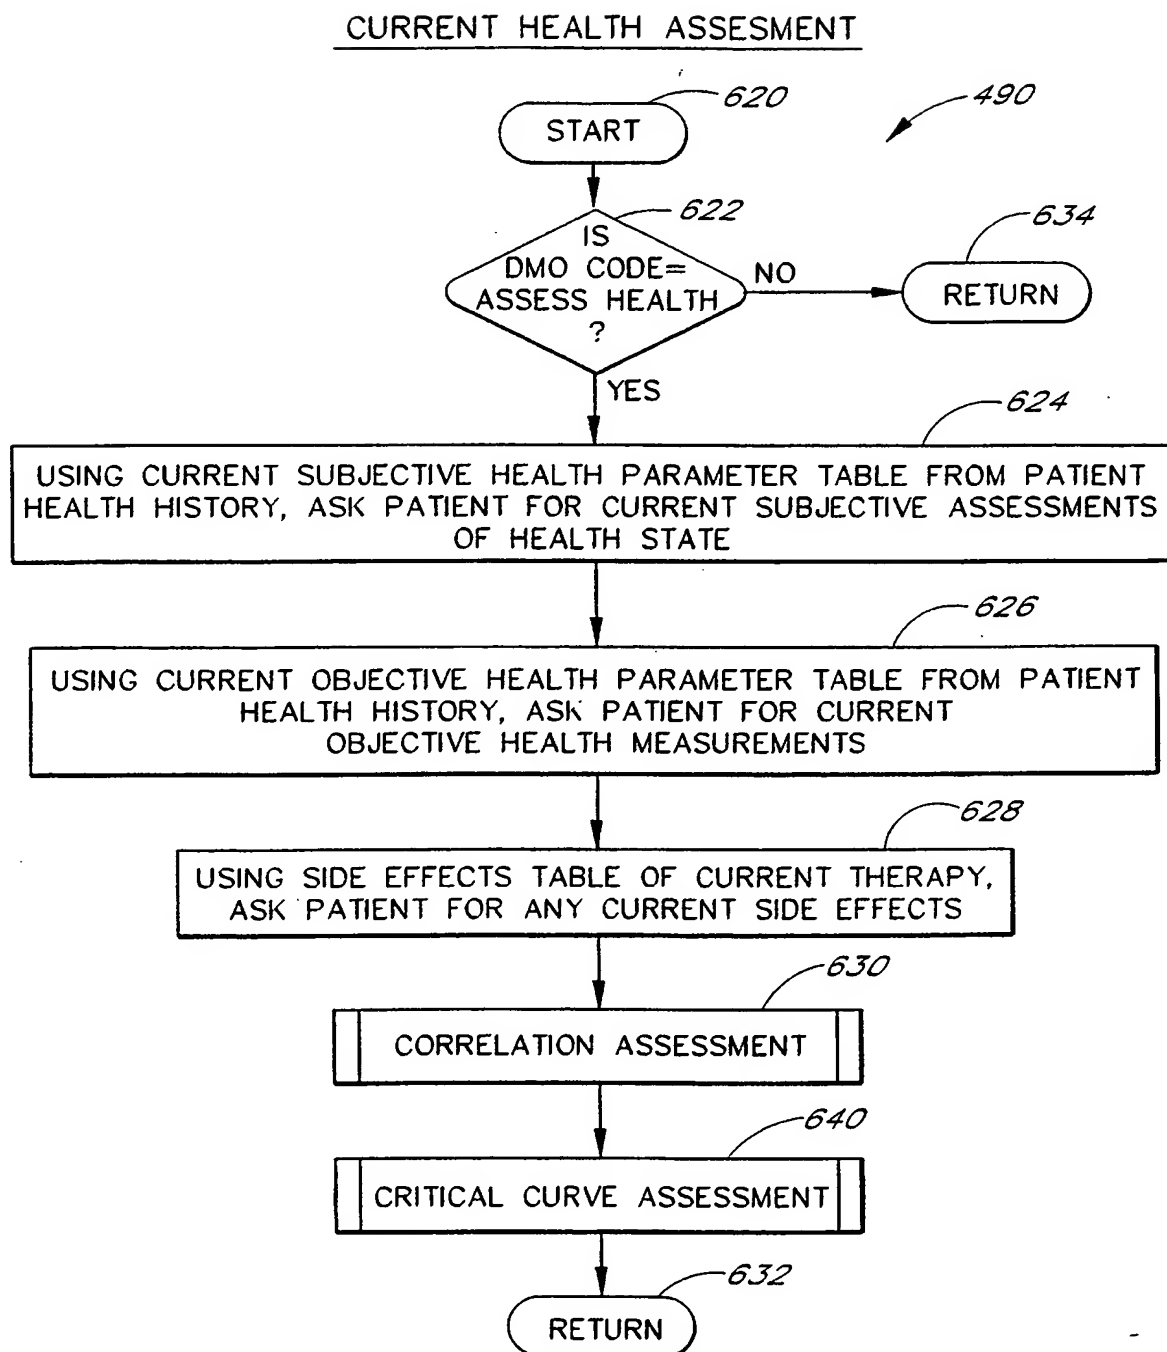 CURRENT HEALTH ASSESMENT
620
490
START
622
634
IS
DMO CODE=
ASSESS HEALTH
?
NO
RETURN
YES
624
USING CURRENT SUBJECTIVE HEALTH PARAMETER TABLE FROM PATIENT
HEALTH HISTORY, ASK PATIENT FOR CURRENT SUBJECTIVE ASSESSMENTS
OF HEALTH STATE
626
USING CURRENT OBJECTIVE HEALTH PARAMETER TABLE FROM PATIENT
HEALTH HISTORY, ASK PATIENT FOR CURRENT
OBJECTIVE HEALTH MEASUREMENTS
628
USING SIDE EFFECTS TABLE OF CURRENT THERAPY,
ASK PATIENT FOR ANY CURRENT SIDE EFFECTS
630
CORRELATION ASSESSMENT
640
CRITICAL CURVE ASSESSMENT
632
RETURN